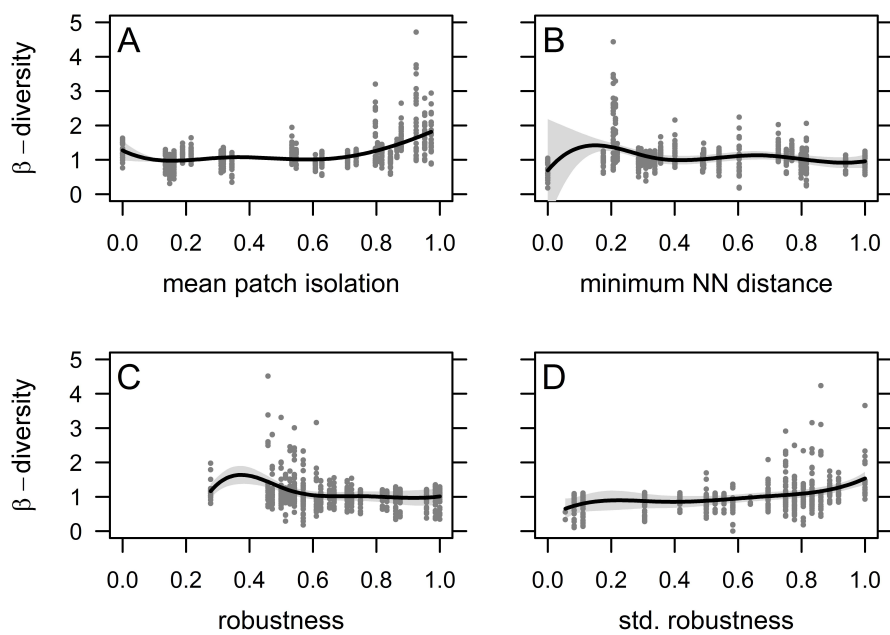 A
B
β – diversity
5
4
3
2
1
0
0.0 0.2 0.4 0.6 0.8 1.0
0.0 0.2 0.4 0.6 0.8 1.0
mean patch isolation
minimum NN distance
C
D
β – diversity
5
4
3
2
1
0
0.0 0.2 0.4 0.6 0.8 1.0
0.0 0.2 0.4 0.6 0.8 1.0
robustness
std. robustness